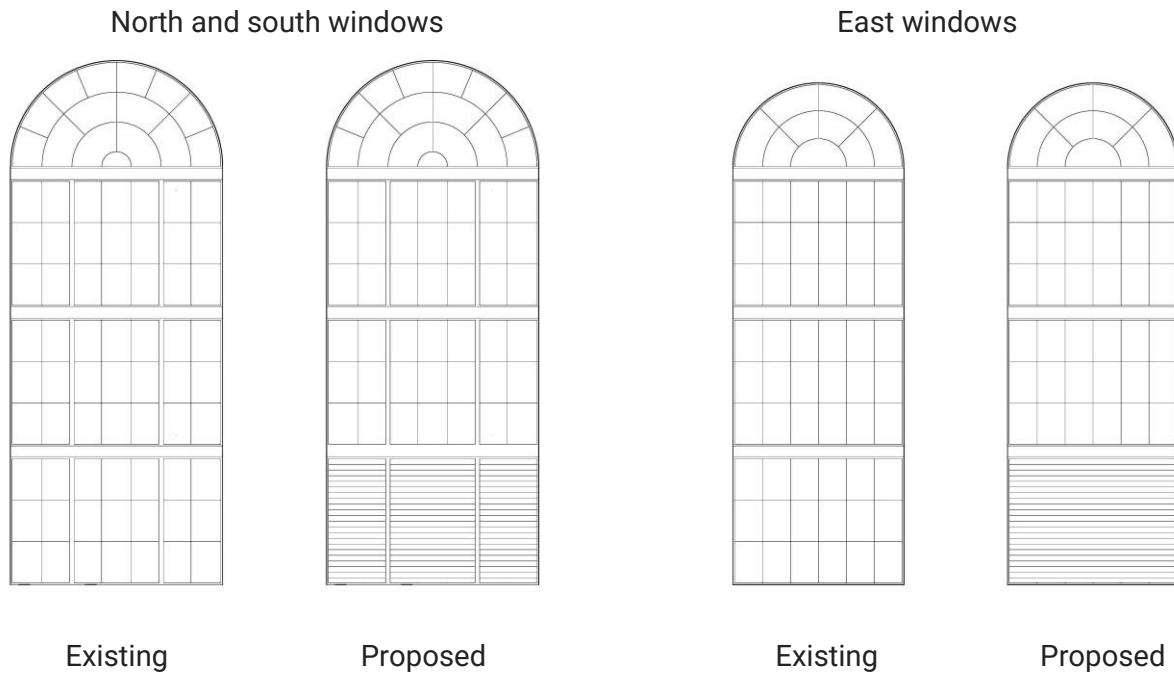 North and south windows
East windows
Existing
Proposed
Existing
Proposed